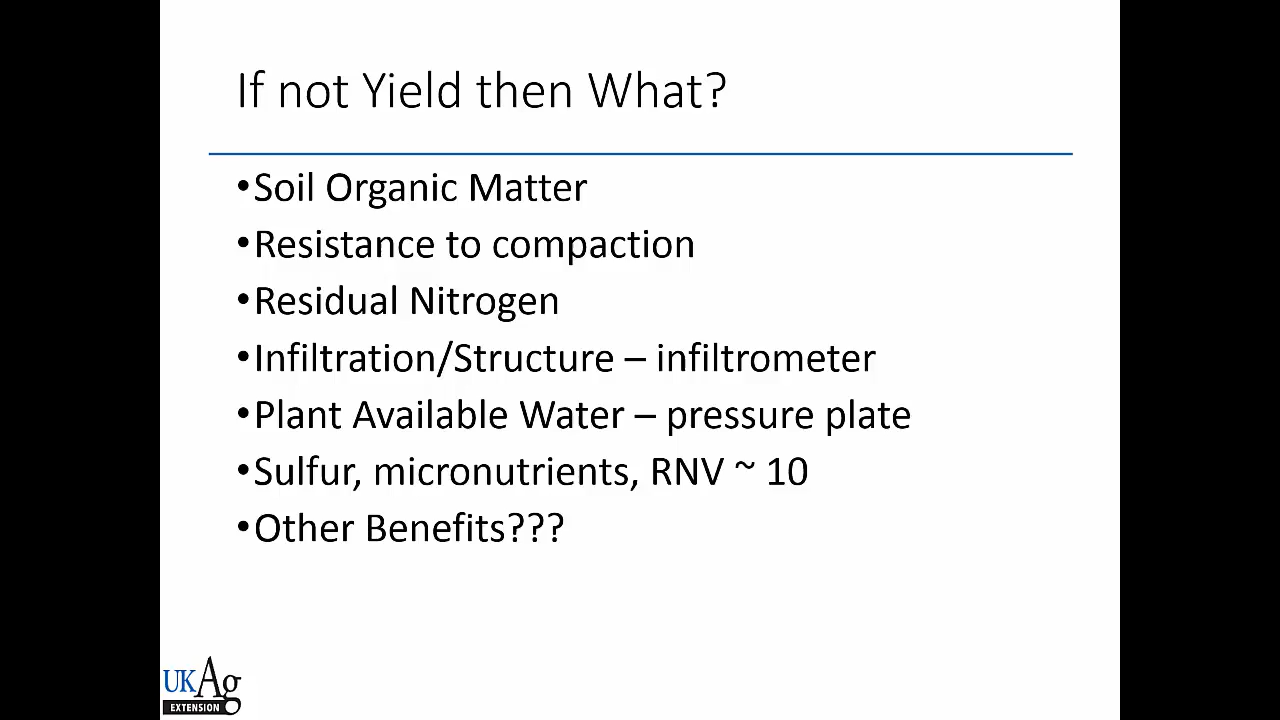 If not Yield then What?
•Soil Organic Matter
•Resistance to compaction
•Residual Nitrogen
•Infiltration/Structure – infiltrometer
•Plant Available Water – pressure plate
•Sulfur, micronutrients, RNV ~ 10
•Other Benefits???
UKAg
EXTENSION